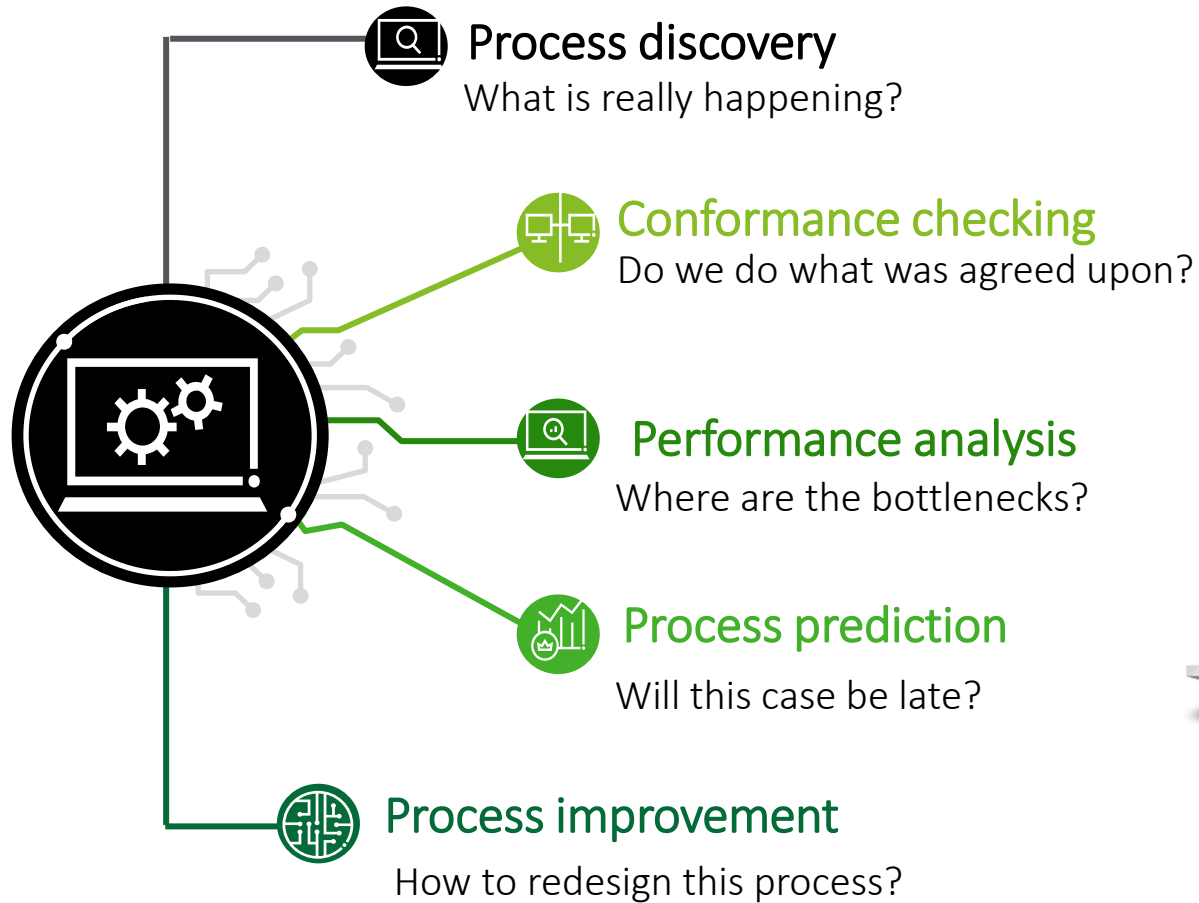 Process discovery
What is really happening?
Conformance checking
Do we do what was agreed upon?
Performance analysis
Where are the bottlenecks?
Process prediction
Will this case be late?
Process improvement
How to redesign this process?